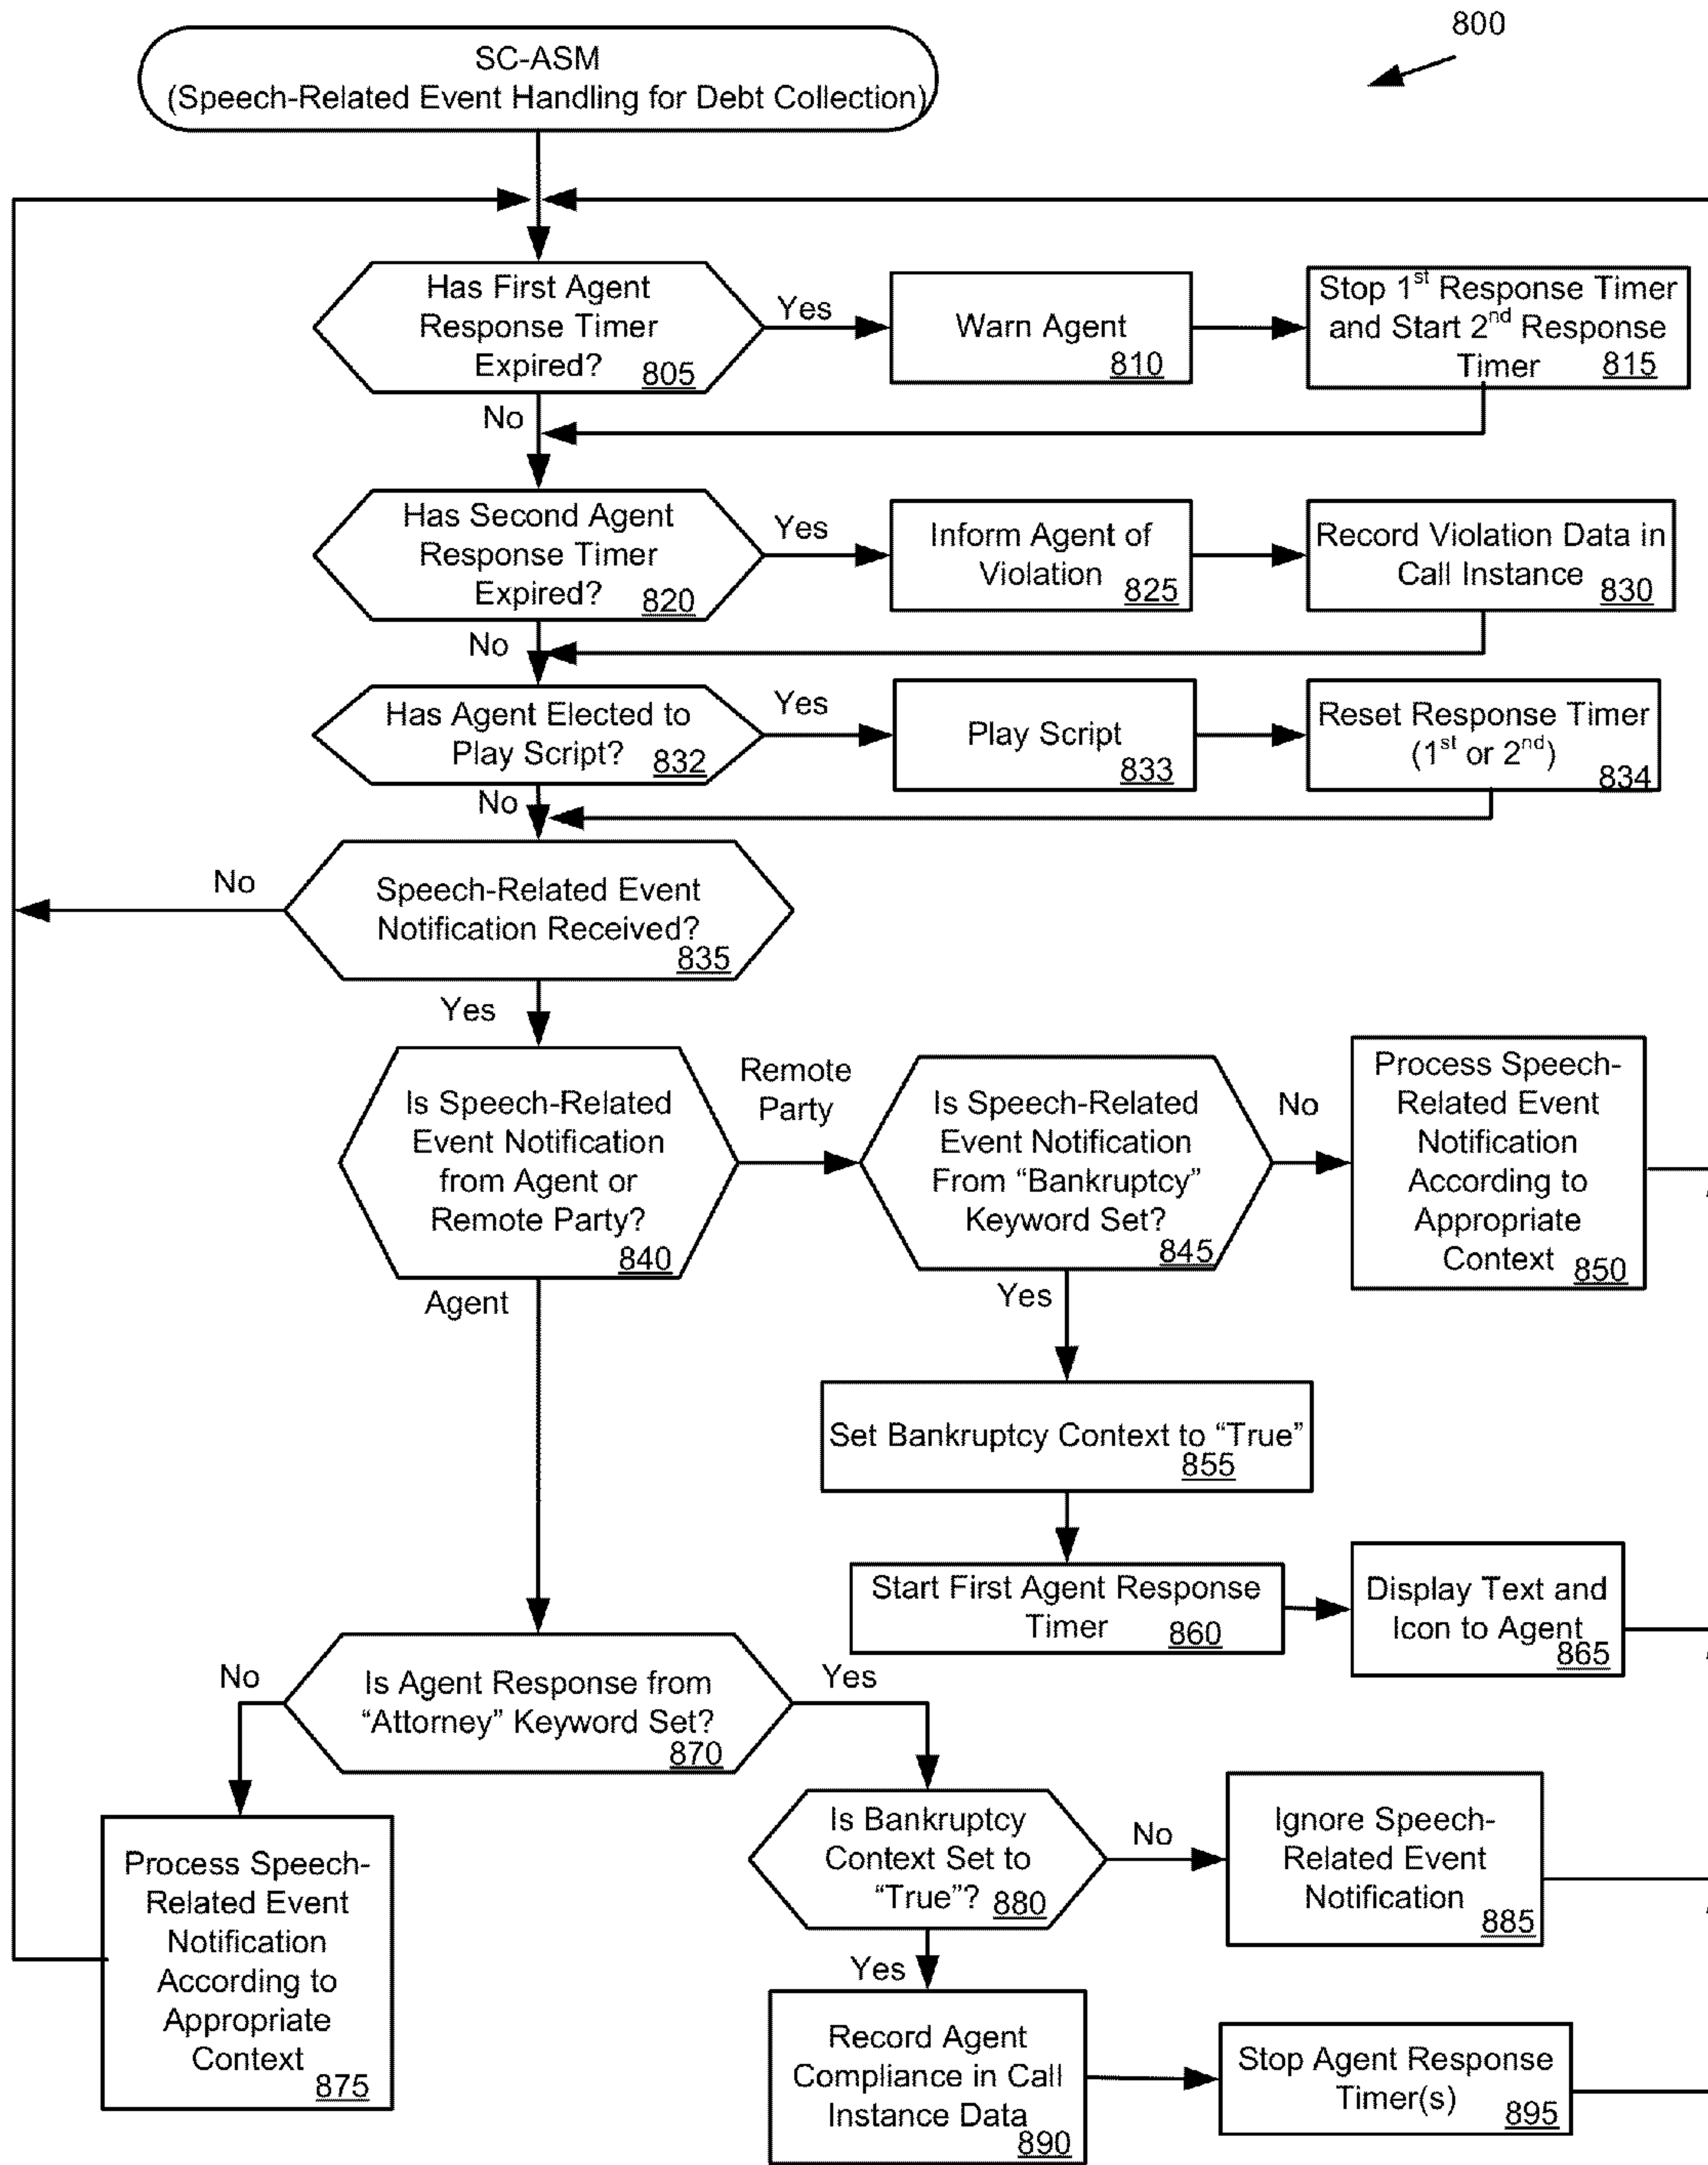 800
SC-ASM
(Speech-Related Event Handling for Debt Collection)
Has First Agent
Response Timer
Expired?
805
Yes
Warn Agent
810
Stop 1st Response Timer
and Start 2nd Response
Timer
815
No
Has Second Agent
Response Timer
Expired?
820
Yes
Inform Agent of
Violation
825
Record Violation Data in
Call Instance
830
No
Has Agent Elected to
Play Script?
832
Yes
Play Script
833
Reset Response Timer
(1st or 2nd)
834
No
Speech-Related Event
Notification Received?
835
No
Yes
Is Speech-Related
Event Notification
from Agent or
Remote Party?
840
Remote
Party
Is Speech-Related
Event Notification
From “Bankruptcy”
Keyword Set?
845
No
Process Speech-
Related Event
Notification
According to
Appropriate
Context
850
Agent
Yes
Set Bankruptcy Context to “True”
855
Start First Agent Response
Timer
860
Display Text and
Icon to Agent
865
Is Agent Response from
“Attorney” Keyword Set?
870
No
Yes
Process Speech-
Related Event
Notification
According to
Appropriate
Context
875
Is Bankruptcy
Context Set to
“True”?
880
No
Ignore Speech-
Related Event
Notification
885
Yes
Record Agent
Compliance in Call
Instance Data
890
Stop Agent Response
Timer(s)
895